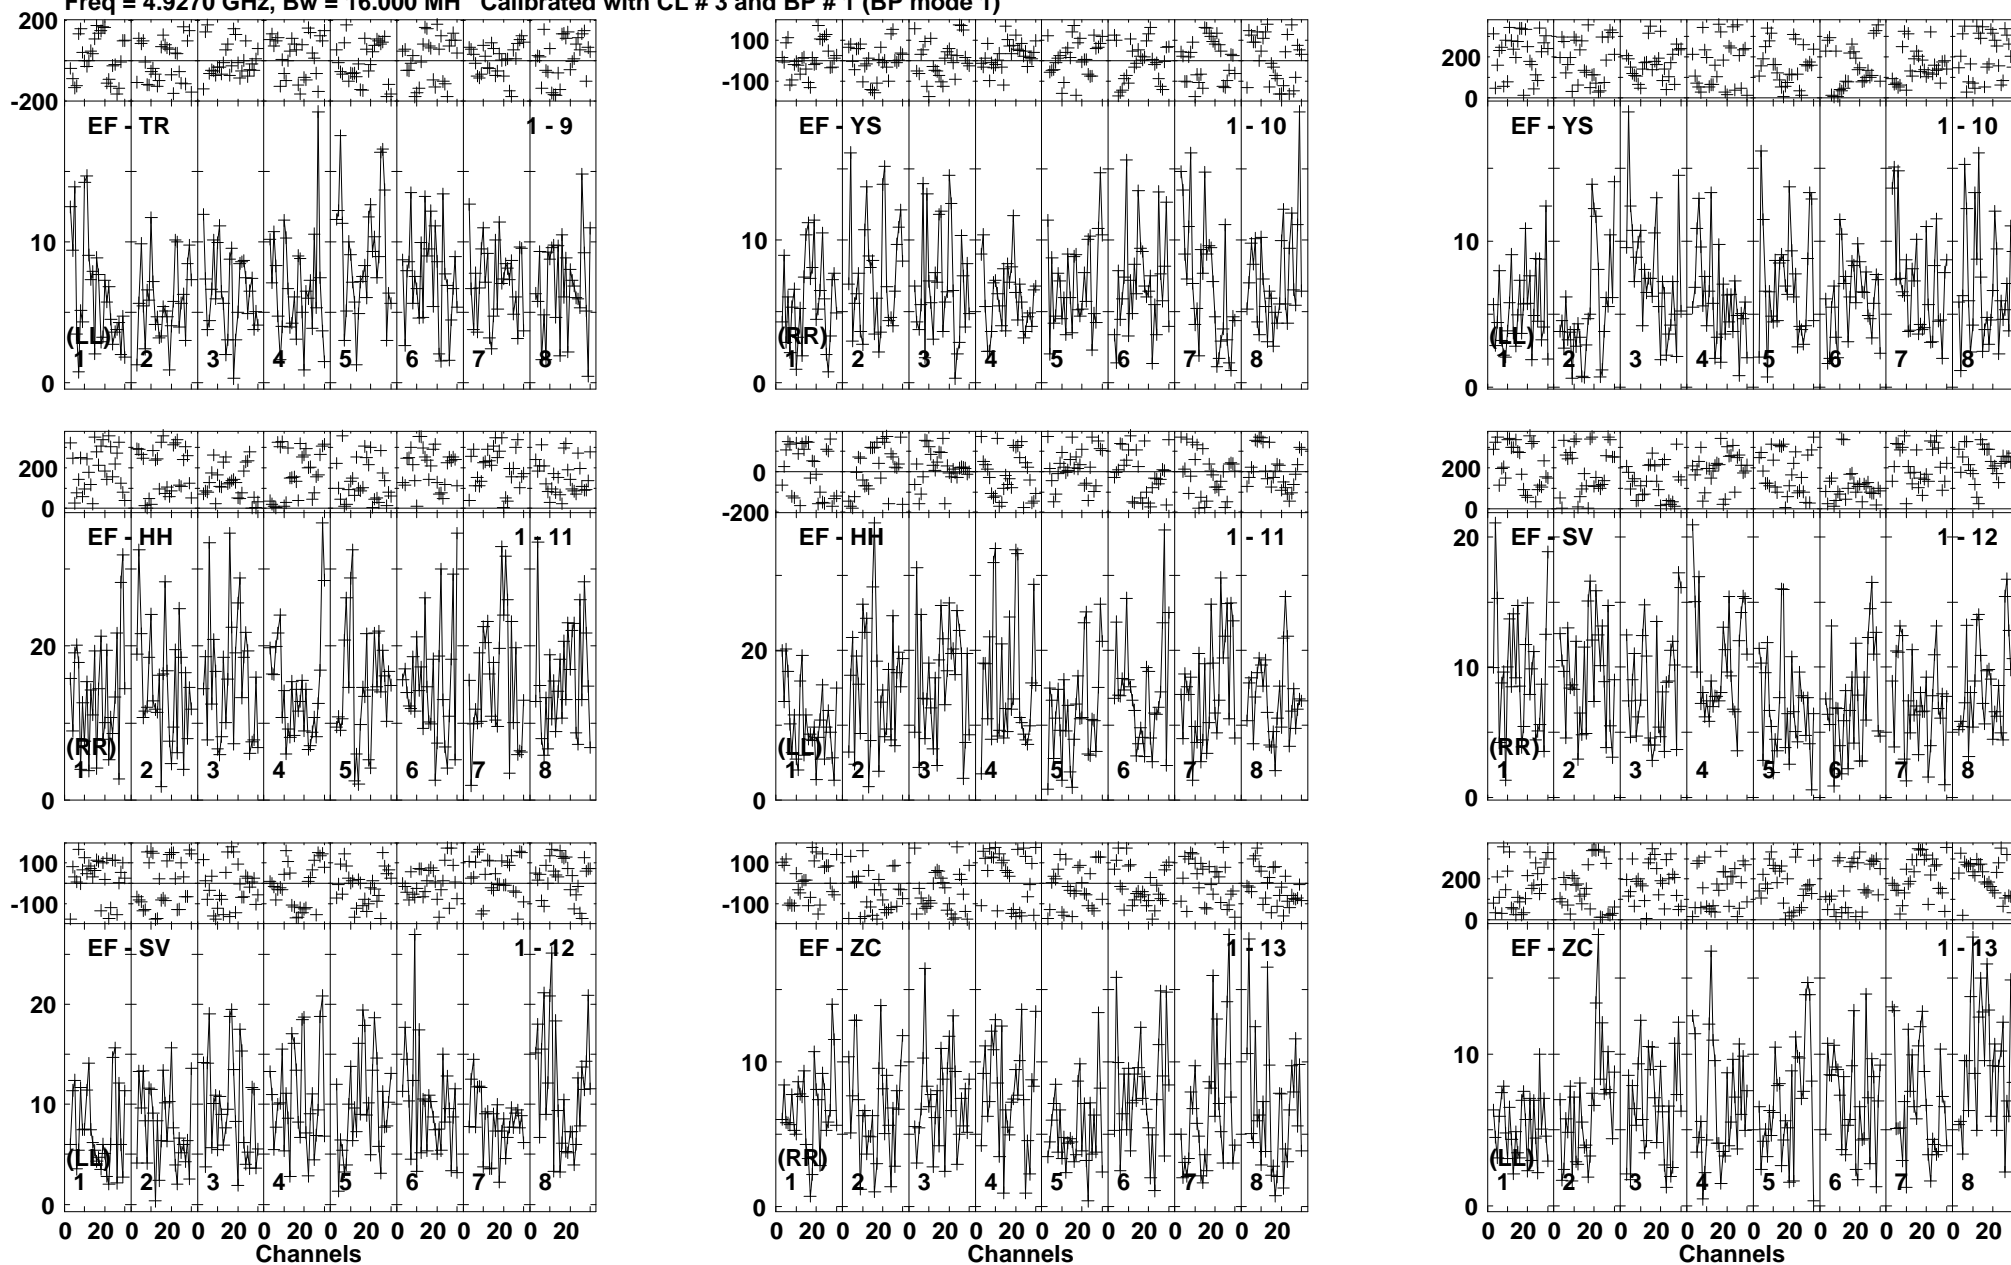 Freq = 4.9270 GHz, Bw = 16.000 MH Calibrated with CL # 3 and BP # 1 (BP mode 1)
200
-200
EF - TR 1 - 9
10
0
(LL)
1 2 3 4 5 6 7 8
100
-100
EF - YS 1 - 10
10
0
(RR)
1 2 3 4 5 6 7 8
200
0
EF - YS 1 - 10
10
0
(LL)
1 2 3 4 5 6 7 8
200
0
EF - HH 1 - 11
20
0
(RR)
1 2 3 4 5 6 7 8
0
-200
EF - HH 1 - 11
20
0
(LL)
1 2 3 4 5 6 7 8
200
0
EF - SV 1 - 12
20
10
0
(RR)
1 2 3 4 5 6 7 8
100
-100
EF - SV 1 - 12
20
10
0
(LL)
1 2 3 4 5 6 7 8
0 20 0 20 0 20 0 20 0 20 0 20 0 20 0 20
Channels
100
-100
EF - ZC 1 - 13
10
0
(RR)
1 2 3 4 5 6 7 8
0 20 0 20 0 20 0 20 0 20 0 20 0 20 0 20
Channels
200
0
EF - ZC 1 - 13
10
0
(LL)
1 2 3 4 5 6 7 8
0 20 0 20 0 20 0 20 0 20 0 20 0 20 0 20
Channels